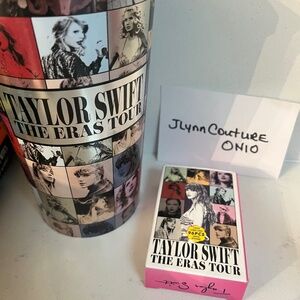 TAYLOR SWIFT
THE ERAS TOUR
JLynnCouture
OHIO
TAYLOR SWIFT
THE ERAS TOUR